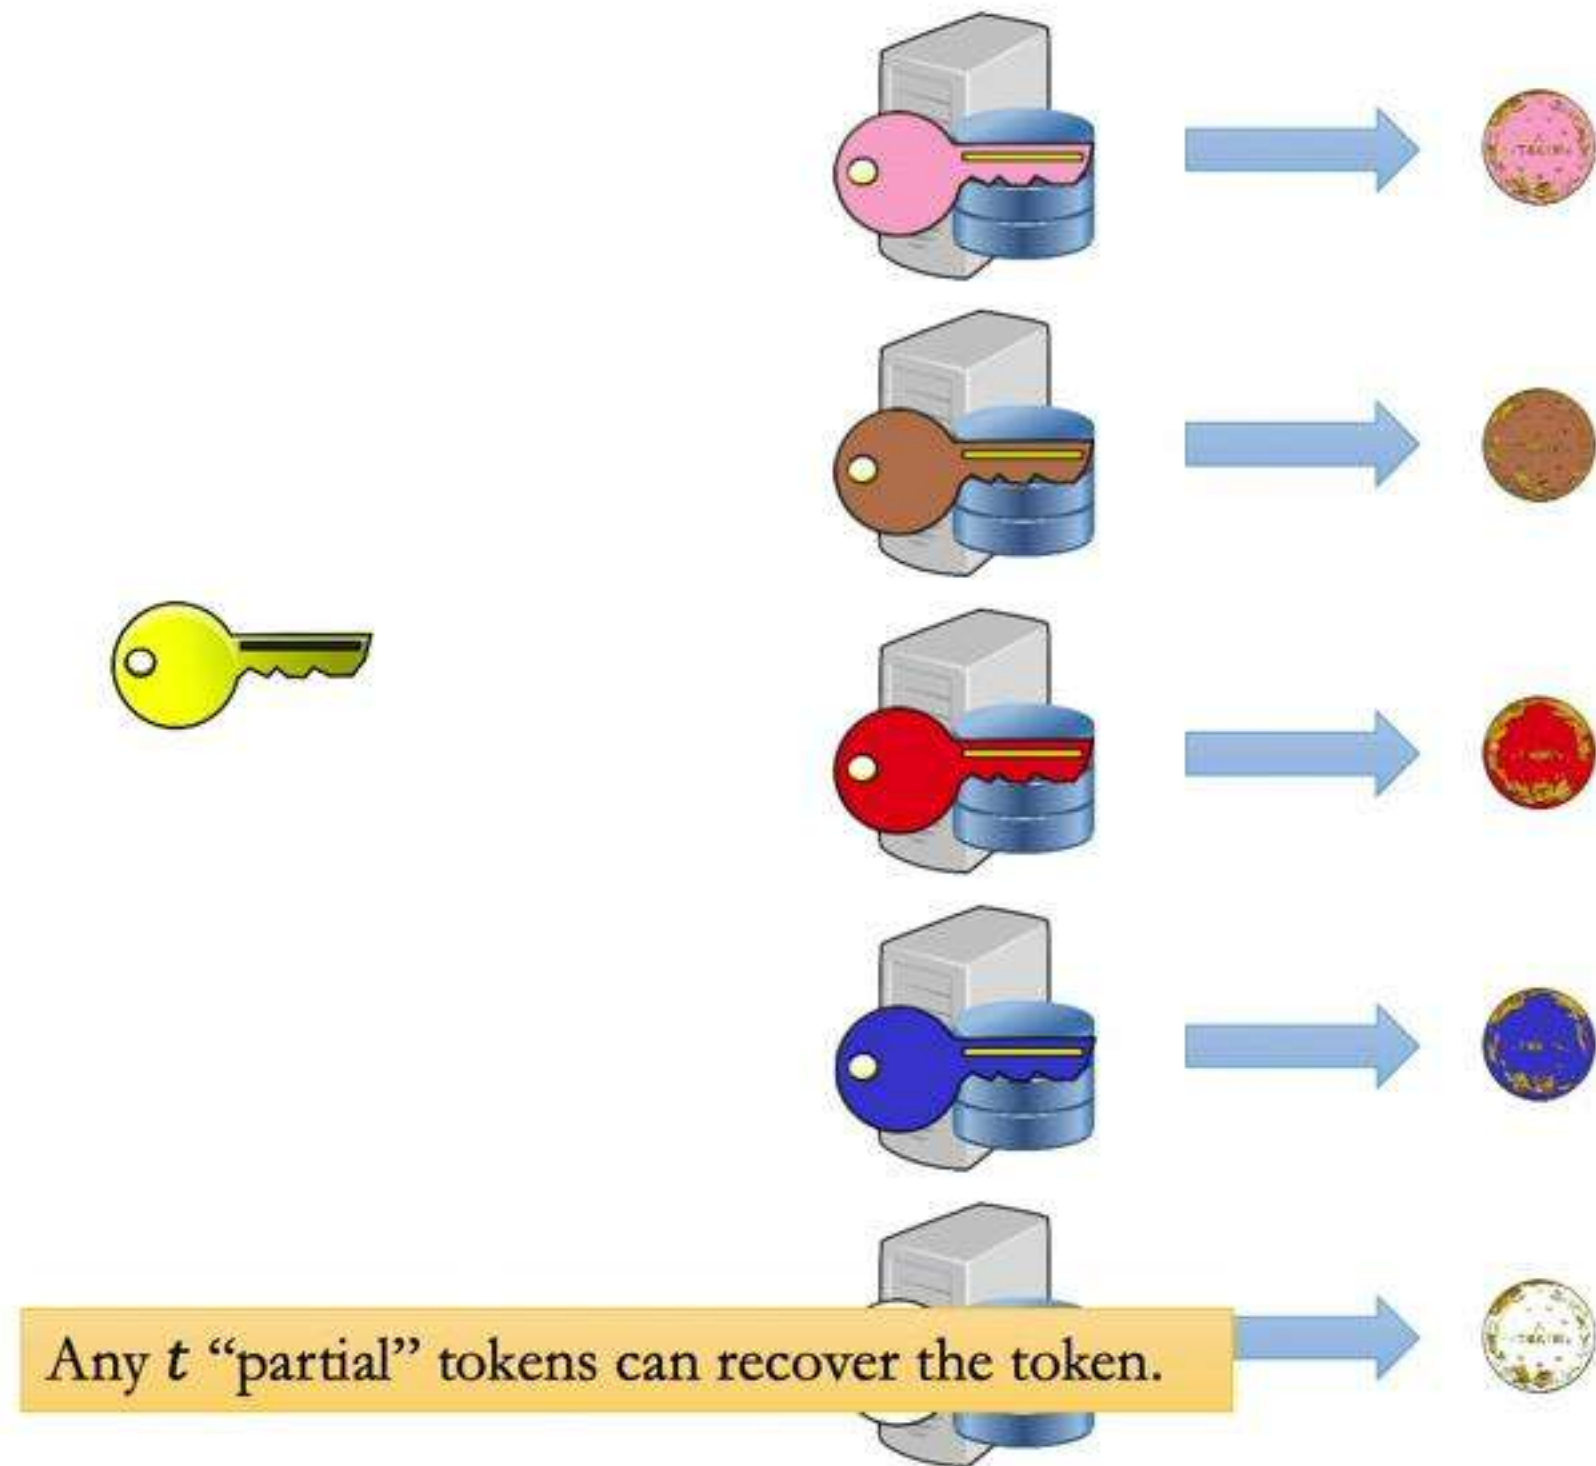 Any t “partial” tokens can recover the token.